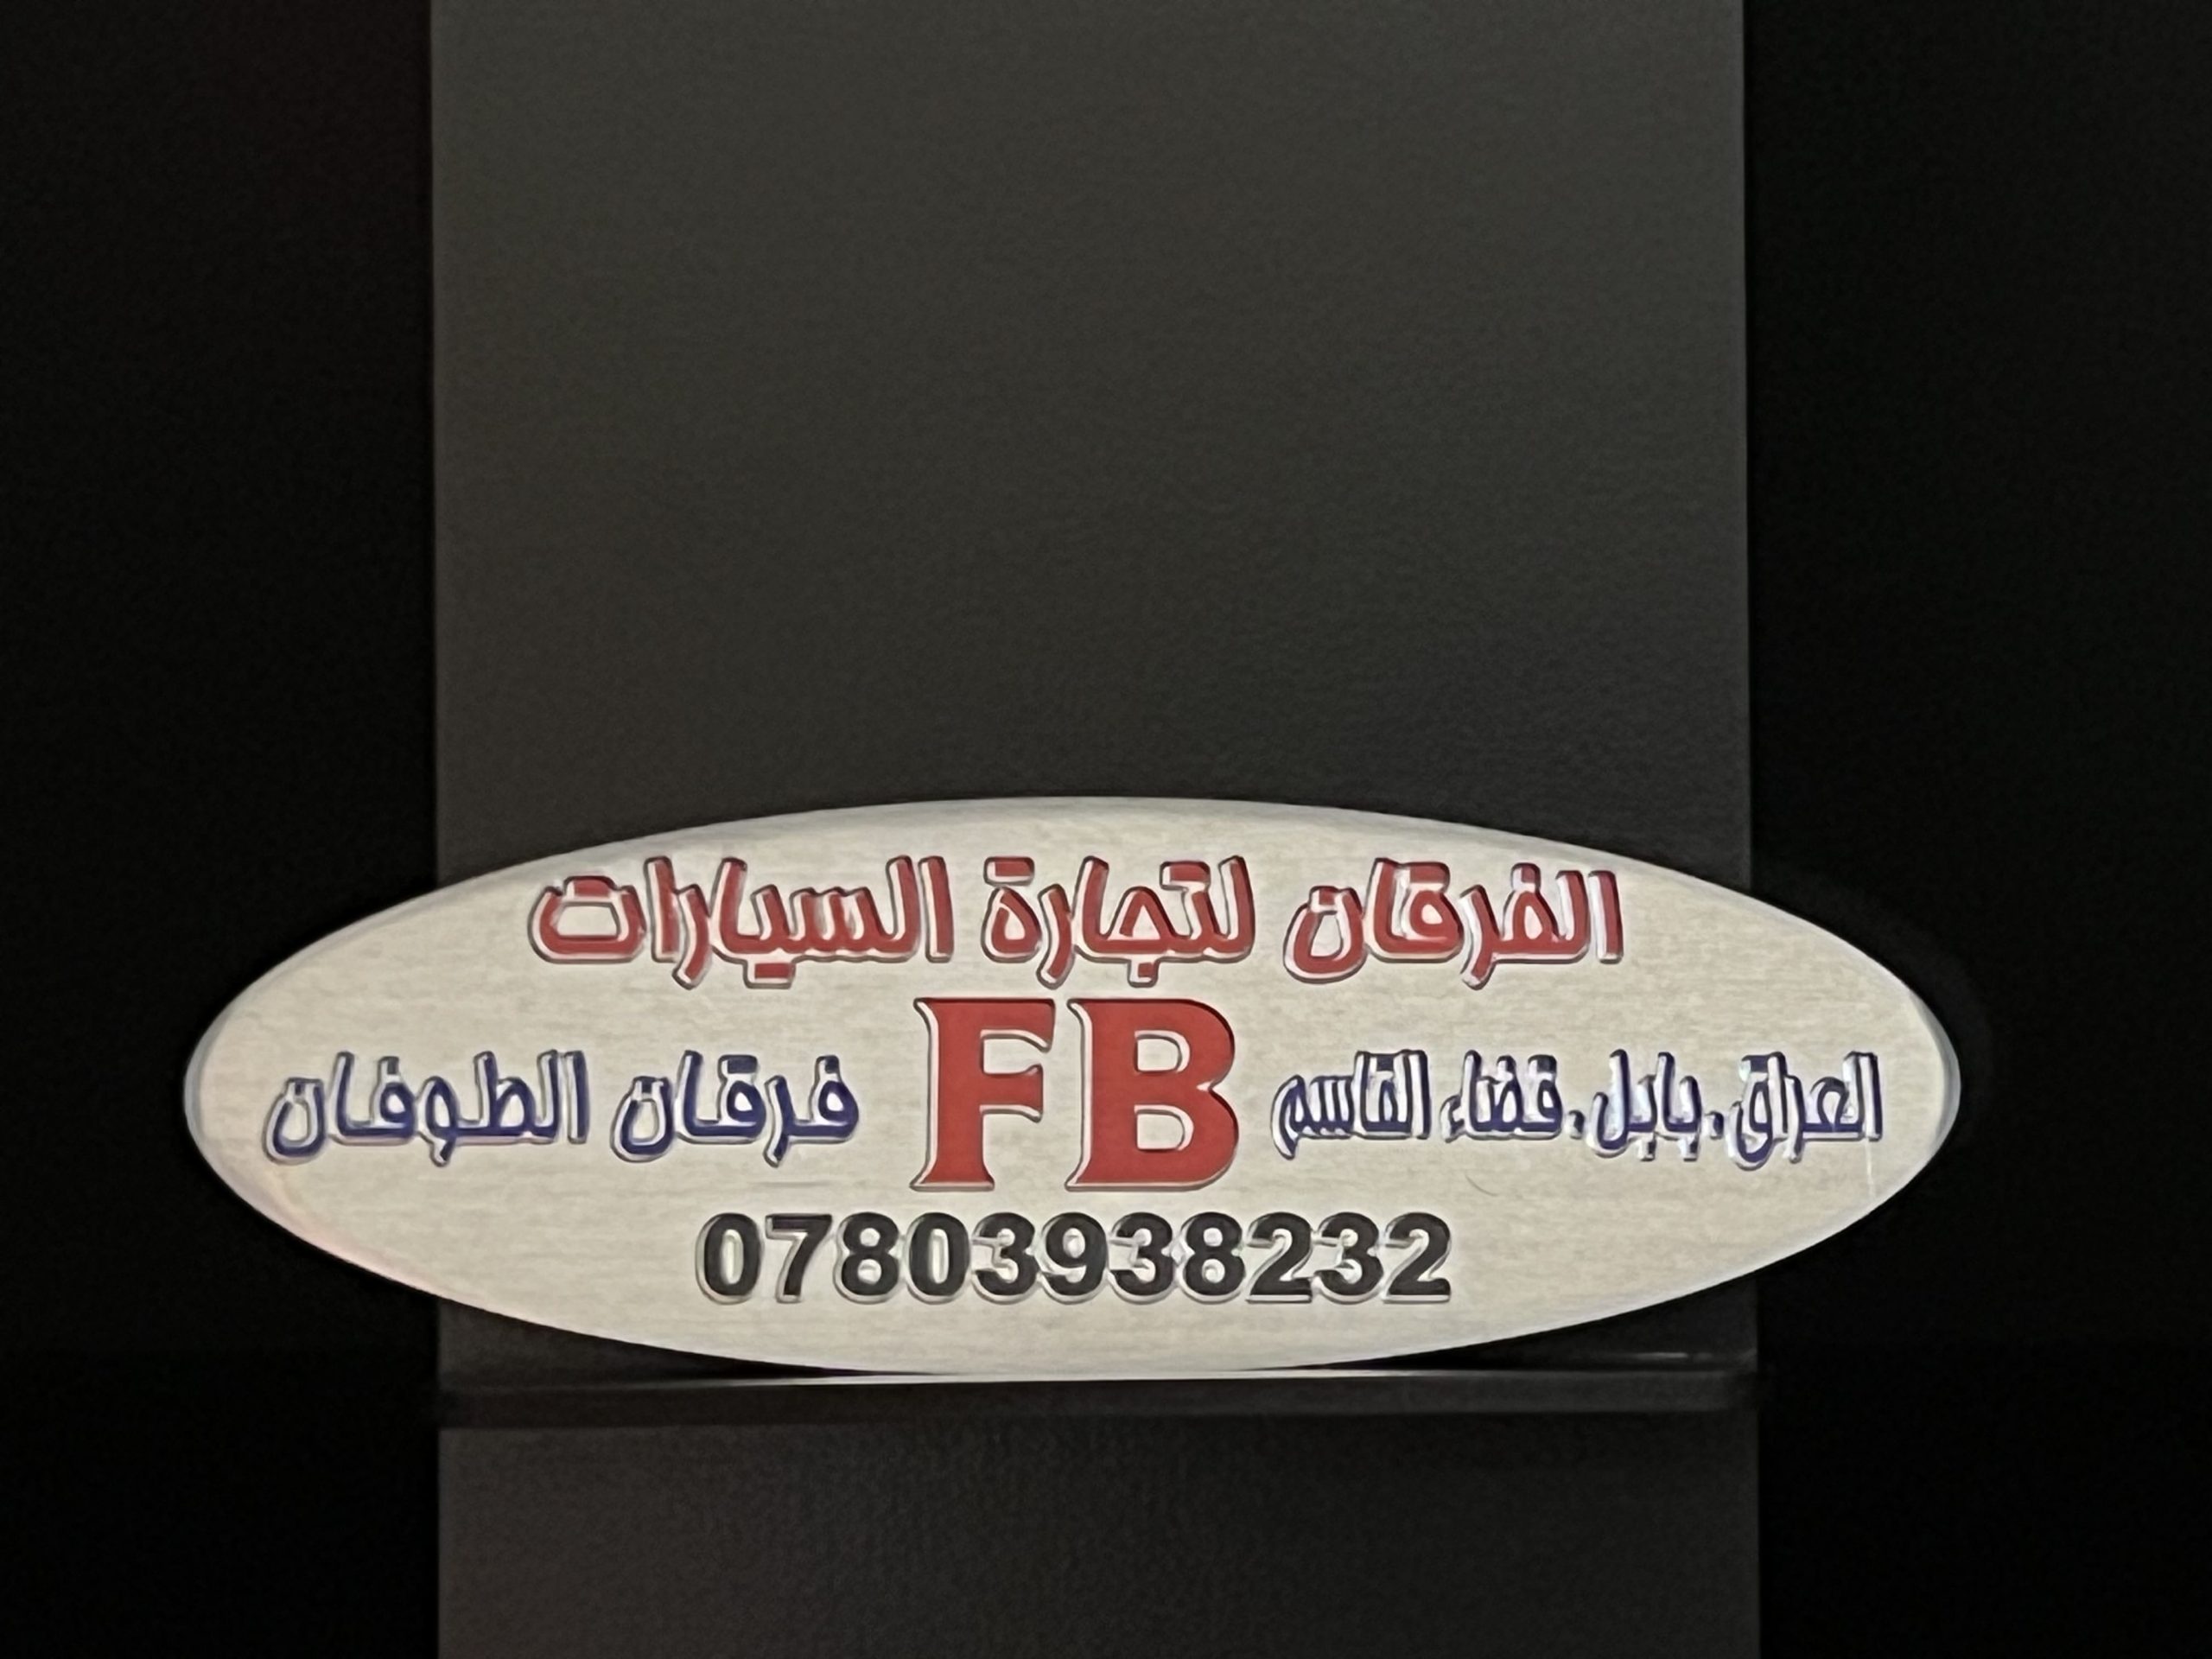 الفرقان لتجارة السيارات
العراق.بابل.قضاء القاسم FB فرقان الطوفان
07803938232